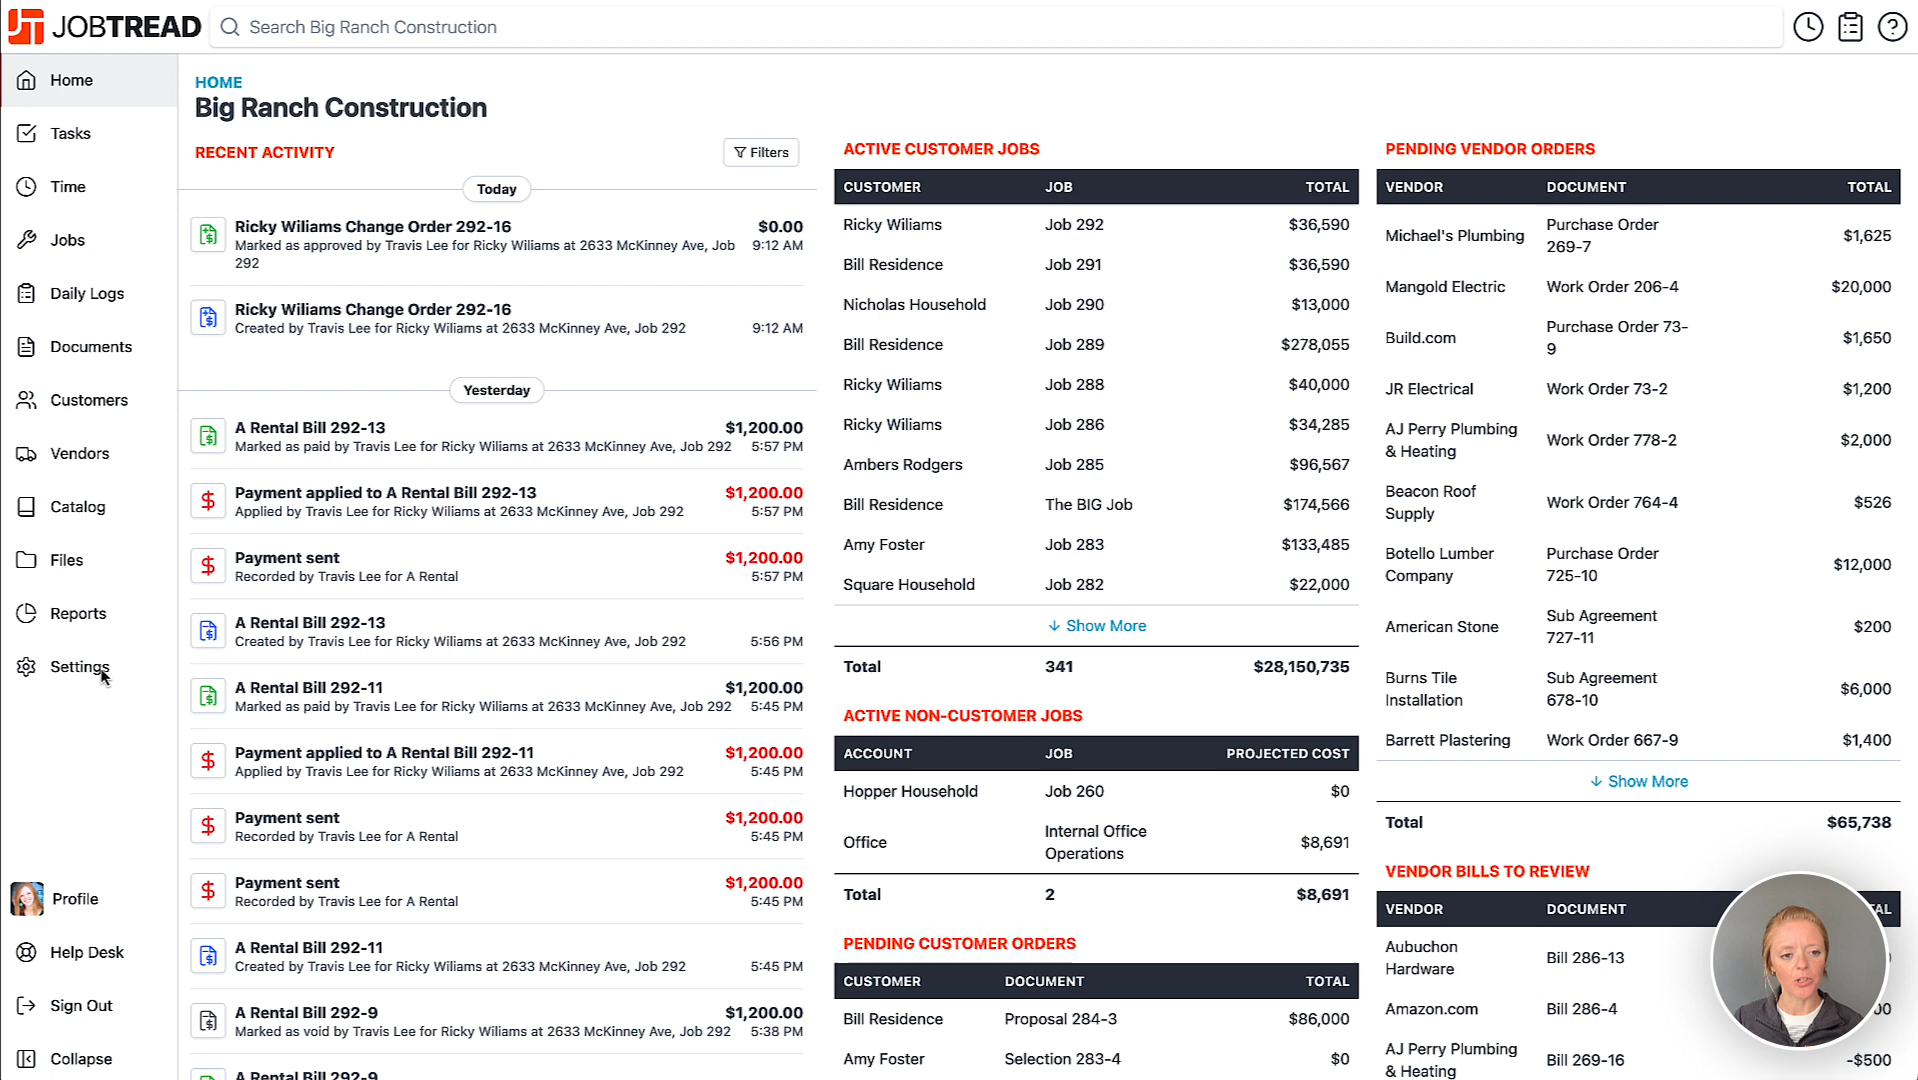 JOBTREAD
Search Big Ranch Construction
Home
Tasks
Time
Jobs
Daily Logs
Documents
Customers
Vendors
Catalog
Files
Reports
Settings
Profile
Help Desk
Sign Out
Collapse
HOME
Big Ranch Construction
RECENT ACTIVITY
Filters
Today
Ricky Wiliams Change Order 292-16 $0.00
Marked as approved by Travis Lee for Ricky Wiliams at 2633 McKinney Ave, Job 9:12 AM
292
Ricky Wiliams Change Order 292-16
Created by Travis Lee for Ricky Wiliams at 2633 McKinney Ave, Job 292 9:12 AM
Yesterday
A Rental Bill 292-13 $1,200.00
Marked as paid by Travis Lee for Ricky Wiliams at 2633 McKinney Ave, Job 292 5:57 PM
Payment applied to A Rental Bill 292-13 $1,200.00
Applied by Travis Lee for Ricky Wiliams at 2633 McKinney Ave, Job 292 5:57 PM
Payment sent $1,200.00
Recorded by Travis Lee for A Rental 5:57 PM
A Rental Bill 292-13
Created by Travis Lee for Ricky Wiliams at 2633 McKinney Ave, Job 292 5:56 PM
A Rental Bill 292-11 $1,200.00
Marked as paid by Travis Lee for Ricky Wiliams at 2633 McKinney Ave, Job 292 5:45 PM
Payment applied to A Rental Bill 292-11 $1,200.00
Applied by Travis Lee for Ricky Wiliams at 2633 McKinney Ave, Job 292 5:45 PM
Payment sent $1,200.00
Recorded by Travis Lee for A Rental 5:45 PM
Payment sent $1,200.00
Recorded by Travis Lee for A Rental 5:45 PM
A Rental Bill 292-11
Created by Travis Lee for Ricky Wiliams at 2633 McKinney Ave, Job 292 5:45 PM
A Rental Bill 292-9 $1,200.00
Marked as void by Travis Lee for Ricky Wiliams at 2633 McKinney Ave, Job 292 5:38 PM
A Rental Bill 292-9
ACTIVE CUSTOMER JOBS
CUSTOMER JOB TOTAL
Ricky Wiliams Job 292 $36,590
Bill Residence Job 291 $36,590
Nicholas Household Job 290 $13,000
Bill Residence Job 289 $278,055
Ricky Wiliams Job 288 $40,000
Ricky Wiliams Job 286 $34,285
Ambers Rodgers Job 285 $96,567
Bill Residence The BIG Job $174,566
Amy Foster Job 283 $133,485
Square Household Job 282 $22,000
Show More
Total 341 $28,150,735
ACTIVE NON-CUSTOMER JOBS
ACCOUNT JOB PROJECTED COST
Hopper Household Job 260 $0
Office Internal Office Operations $8,691
Total 2 $8,691
PENDING CUSTOMER ORDERS
CUSTOMER DOCUMENT TOTAL
Bill Residence Proposal 284-3 $86,000
Amy Foster Selection 283-4 $0
PENDING VENDOR ORDERS
VENDOR DOCUMENT TOTAL
Michael's Plumbing Purchase Order 269-7 $1,625
Mangold Electric Work Order 206-4 $20,000
Build.com Purchase Order 73-9 $1,650
JR Electrical Work Order 73-2 $1,200
AJ Perry Plumbing & Heating Work Order 778-2 $2,000
Beacon Roof Supply Work Order 764-4 $526
Botello Lumber Company Purchase Order 725-10 $12,000
American Stone Sub Agreement 727-11 $200
Burns Tile Installation Sub Agreement 678-10 $6,000
Barrett Plastering Work Order 667-9 $1,400
Show More
Total $65,738
VENDOR BILLS TO REVIEW
VENDOR DOCUMENT
Aubuchon Hardware Bill 286-13
Amazon.com Bill 286-4
AJ Perry Plumbing & Heating Bill 269-16 -$500